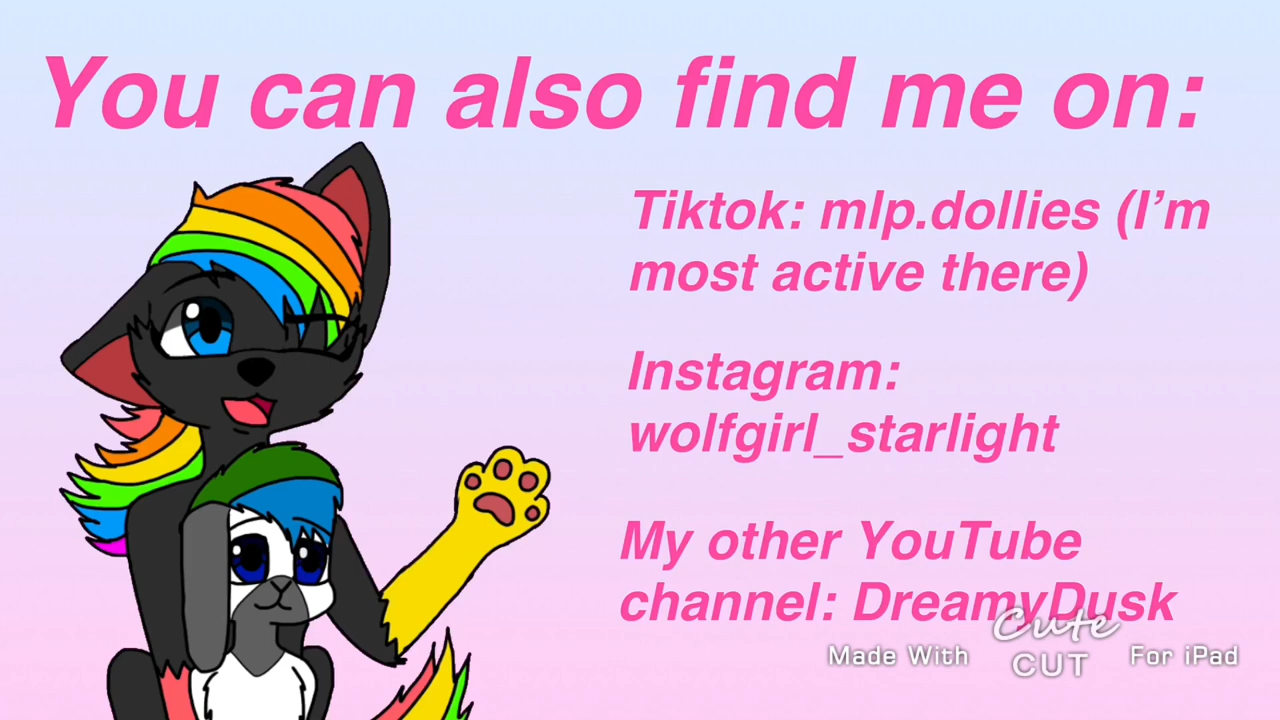 You can also find me on:
Tiktok: mlp.dollies (I’m
most active there)
Instagram:
wolfgirl_starlight
My other YouTube
channel: DreamyDusk
Made With Cute CUT For iPad